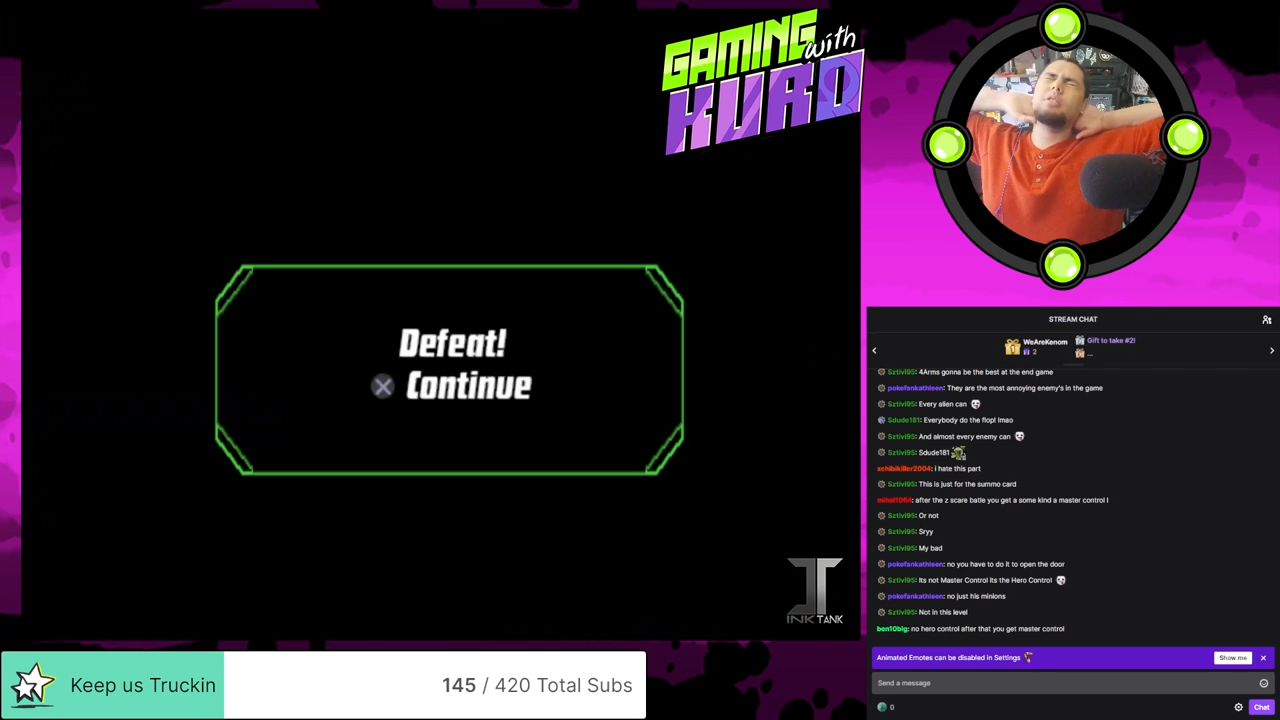 GAMING with
KURO
Defeat!
Continue
INKTANK
Keep us Truckin
145 / 420 Total Subs
STREAM CHAT
WeAreKenom
2
Gift to take #2!
...
Sztivi95: 4Arms gonna be the best at the end game
pokefankathleen: They are the most annoying enemy's in the game
Sztivi95: Every alien can
Sdude181: Everybody do the flop! lmao
Sztivi95: And almost every enemy can
Sztivi95: Sdude181
xchibikiller2004: i hate this part
Sztivi95: This is just for the summo card
after the z scare batle you get a some kind a master control I
Sztivi95: Or not
Sztivi95: Sryy
Sztivi95: My bad
pokefankathleen: no you have to do it to open the door
Sztivi95: Its not Master Control Its the Hero Control
pokefankathleen: no just his minions
Sztivi95: Not in this level
ben10big: no hero control after that you get master control
Animated Emotes can be disabled in Settings
Show me
Send a message
0
Chat